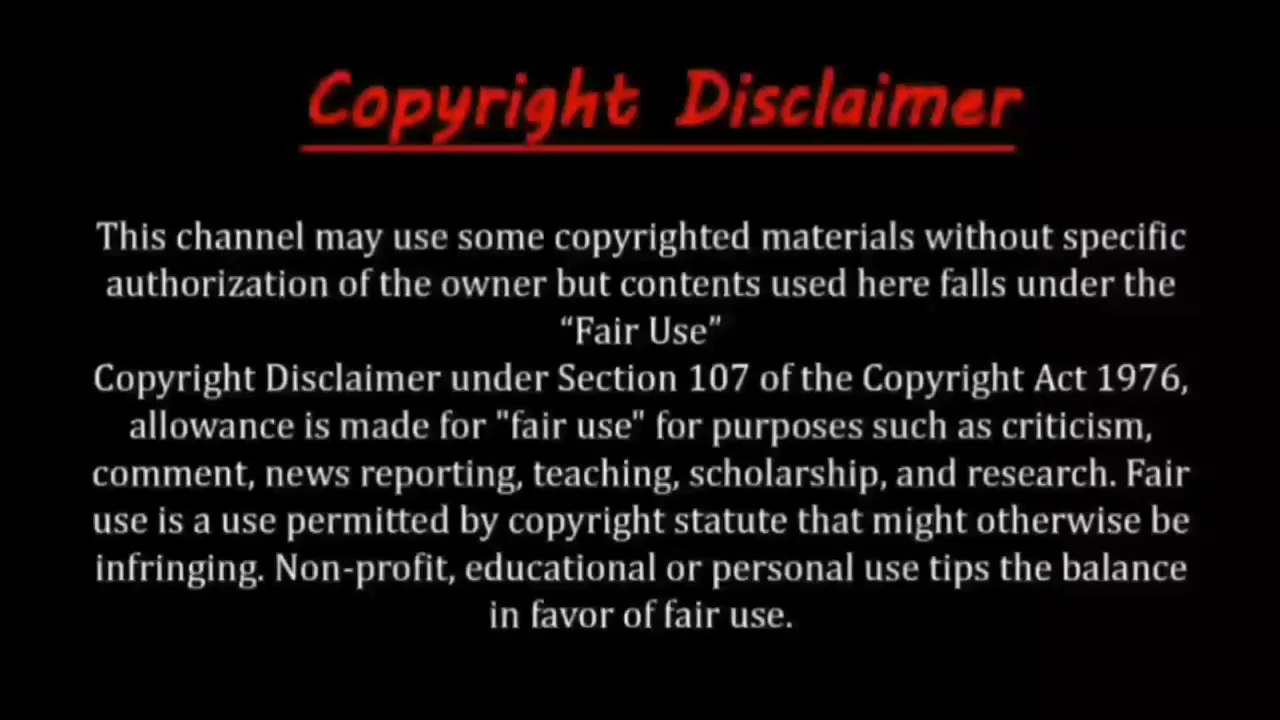 Copyright Disclaimer
This channel may use some copyrighted materials without specific
authorization of the owner but contents used here falls under the
“Fair Use”
Copyright Disclaimer under Section 107 of the Copyright Act 1976,
allowance is made for "fair use" for purposes such as criticism,
comment, news reporting, teaching, scholarship, and research. Fair
use is a use permitted by copyright statute that might otherwise be
infringing. Non-profit, educational or personal use tips the balance
in favor of fair use.